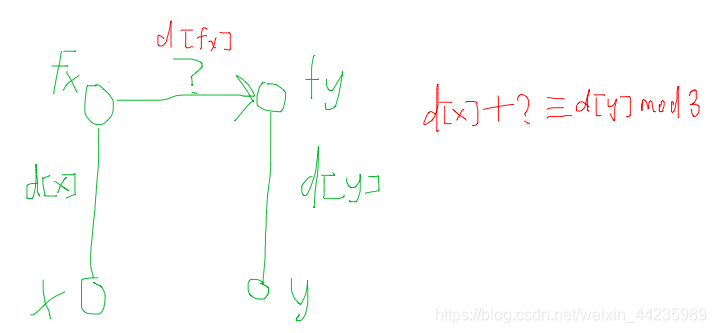 d[fx]
fx ? fy
d[x]+? ≡ d[y] mod 3
d[x] d[y]
x y
https://blog.csdn.net/weixin_44235989